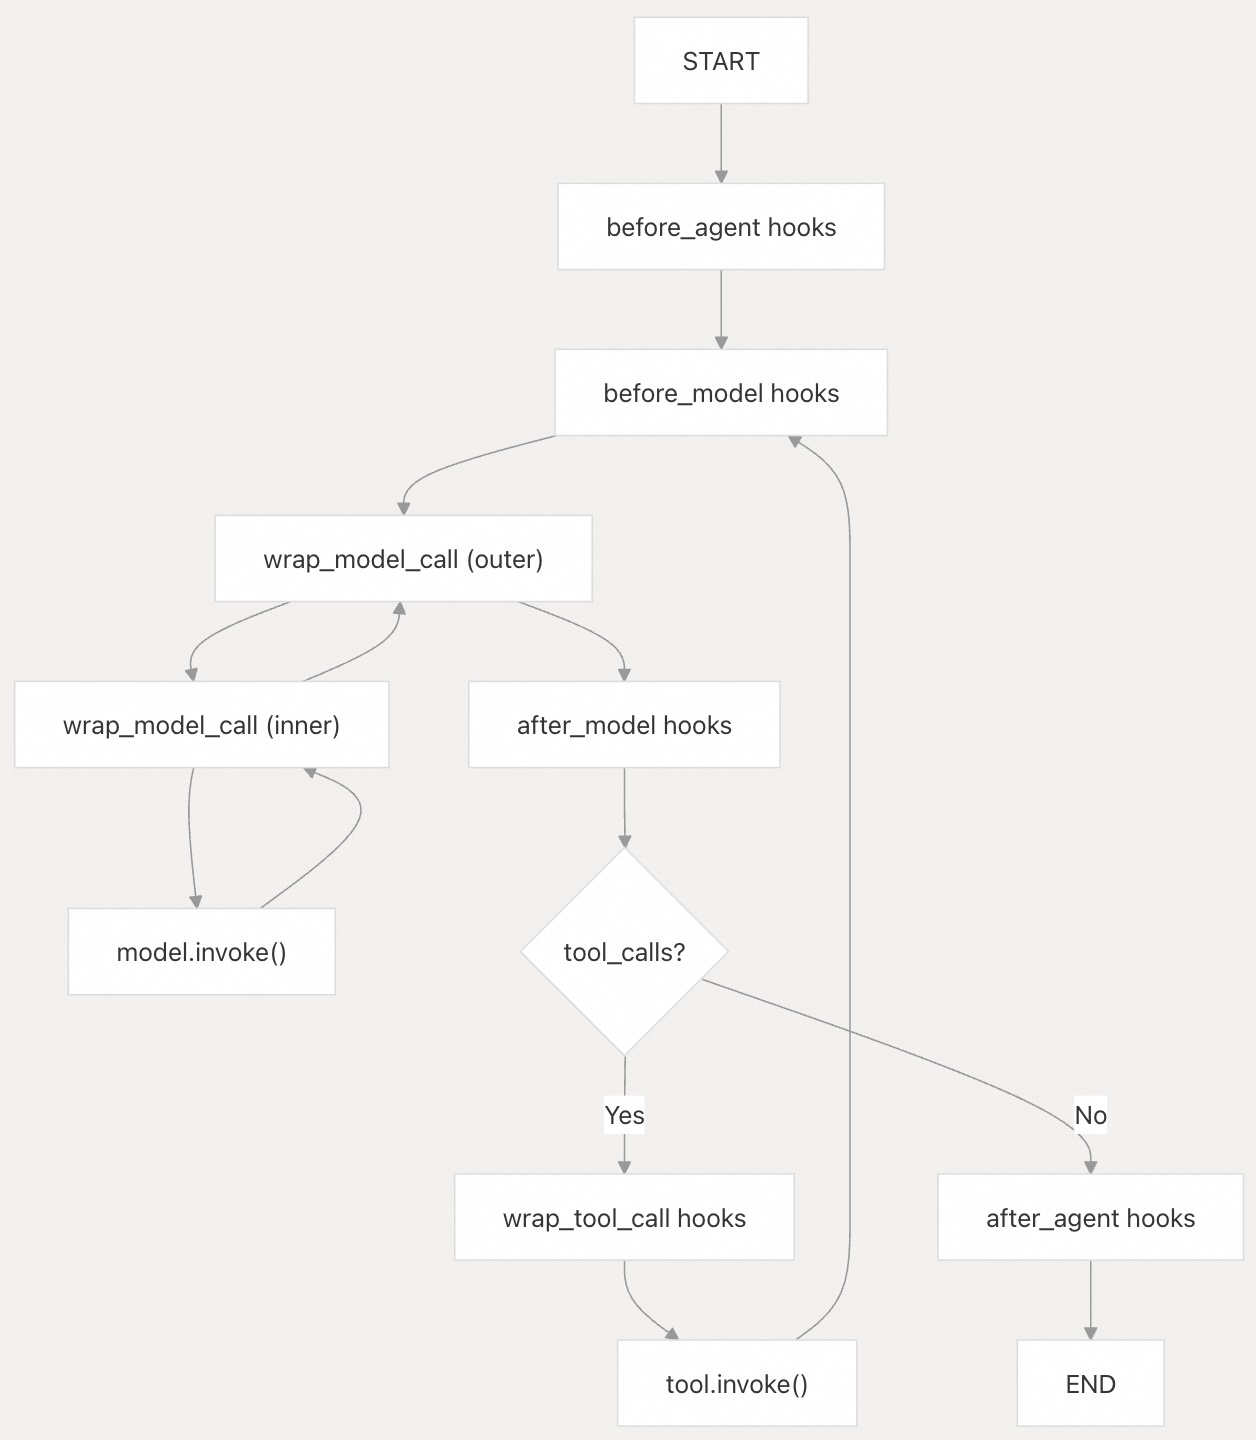 START
before_agent hooks
before_model hooks
wrap_model_call (outer)
wrap_model_call (inner)
after_model hooks
model.invoke()
tool_calls?
Yes
No
wrap_tool_call hooks
after_agent hooks
tool.invoke()
END